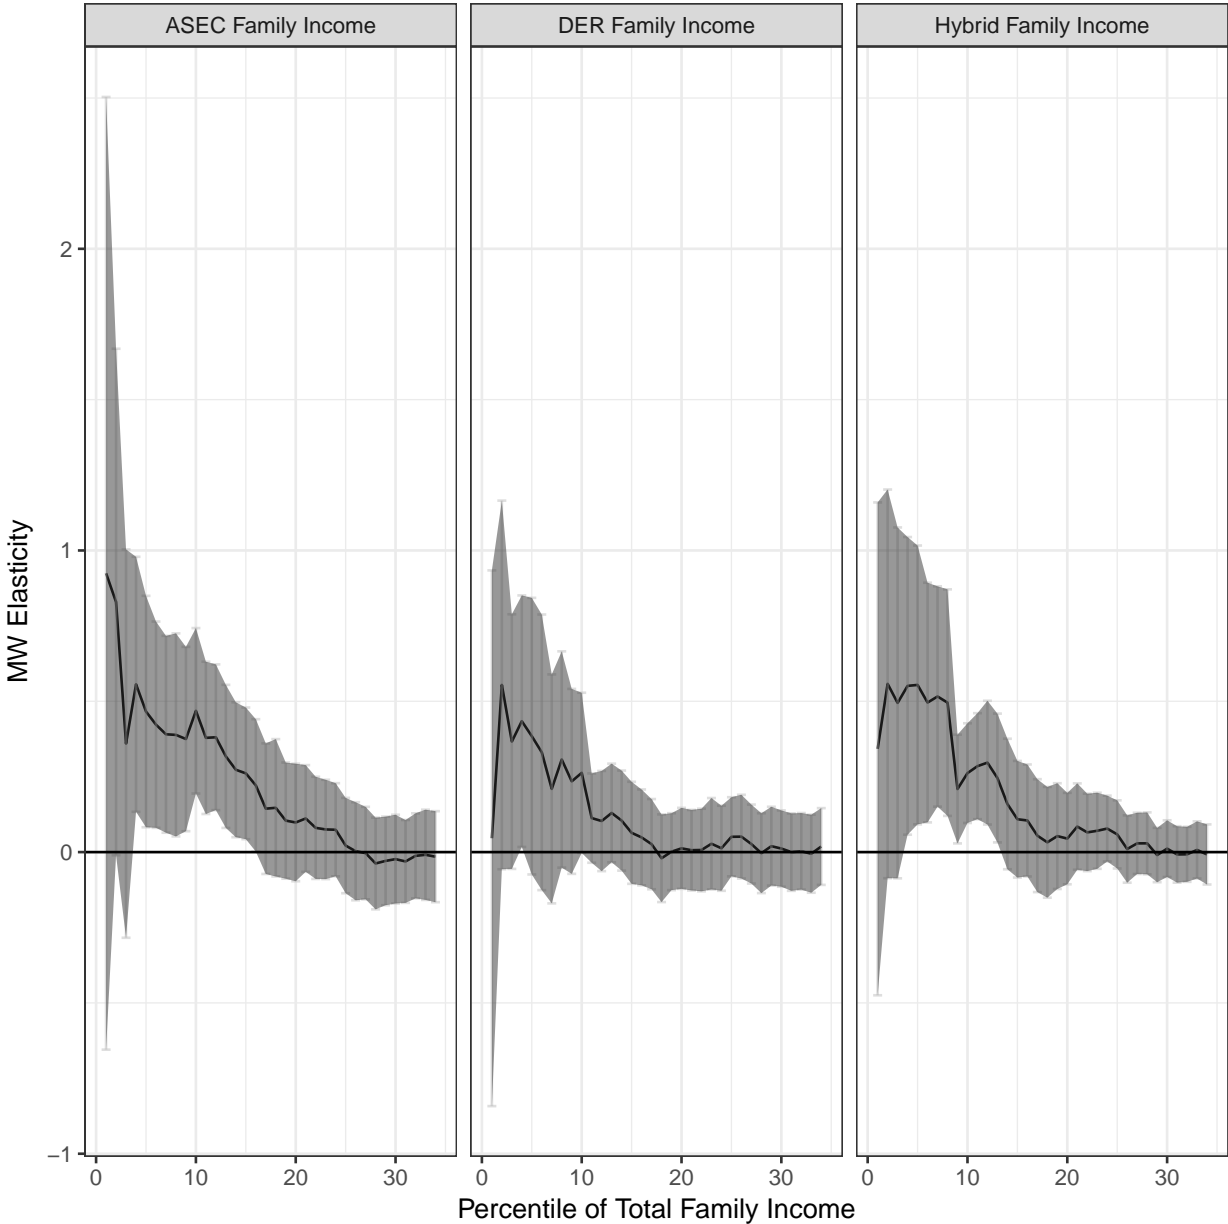 ASEC Family Income
DER Family Income
Hybrid Family Income
MW Elasticity
2
1
0
−1
0 10 20 30
0 10 20 30
0 10 20 30
Percentile of Total Family Income